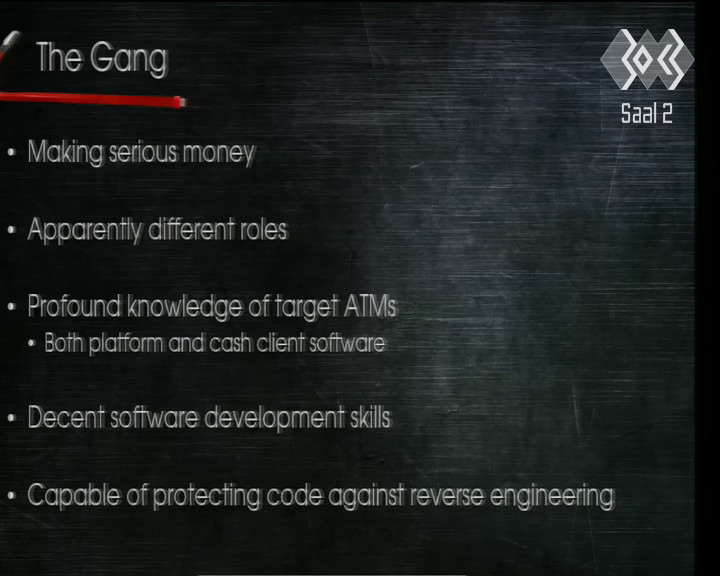 The Gang
Saal 2
• Making serious money
• Apparently different roles
• Profound knowledge of target ATMs
• Both platform and cash client software
• Decent software development skills
• Capable of protecting code against reverse engineering